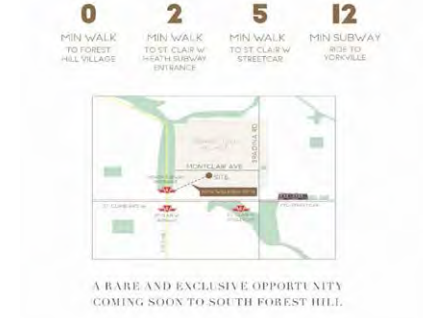 0 2 5 12
MIN WALK MIN WALK MIN WALK MIN SUBWAY
TO FOREST TO ST. CLAIR W TO ST. CLAIR W RIDE TO
HILL VILLAGE HEATH SUBWAY STREETCAR YORKVILLE
ENTRANCE
SPADINA RD
MONTCLAIR AVE
SITE
A RARE AND EXCLUSIVE OPPORTUNITY
COMING SOON TO SOUTH FOREST HILL